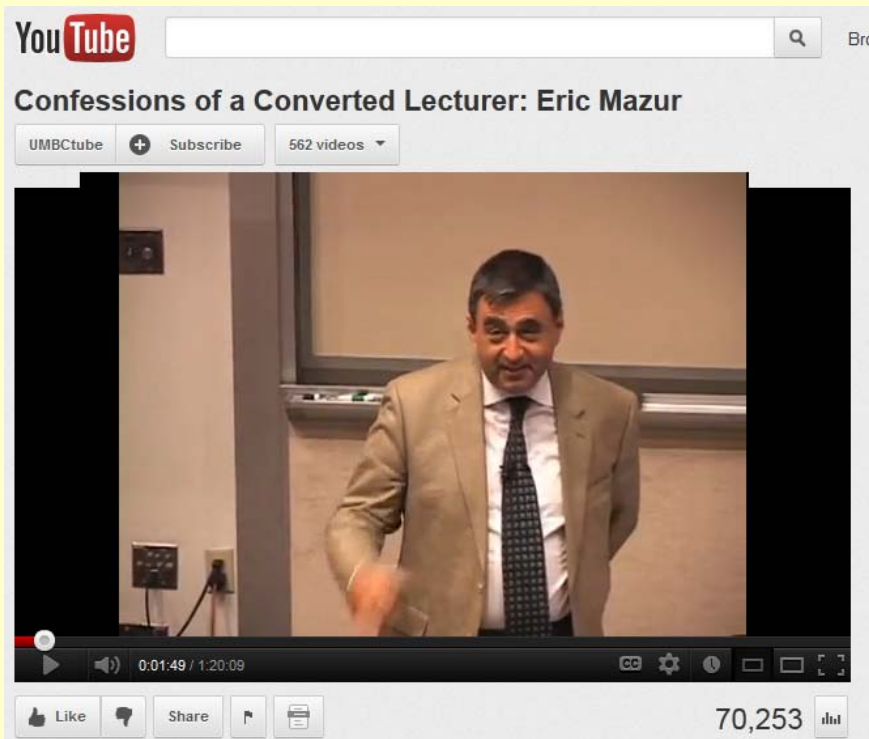 YouTube
Bro
Confessions of a Converted Lecturer: Eric Mazur
UMBCtube Subscribe 562 videos
0:01:49 / 1:20:09 CC
Like Share 70,253